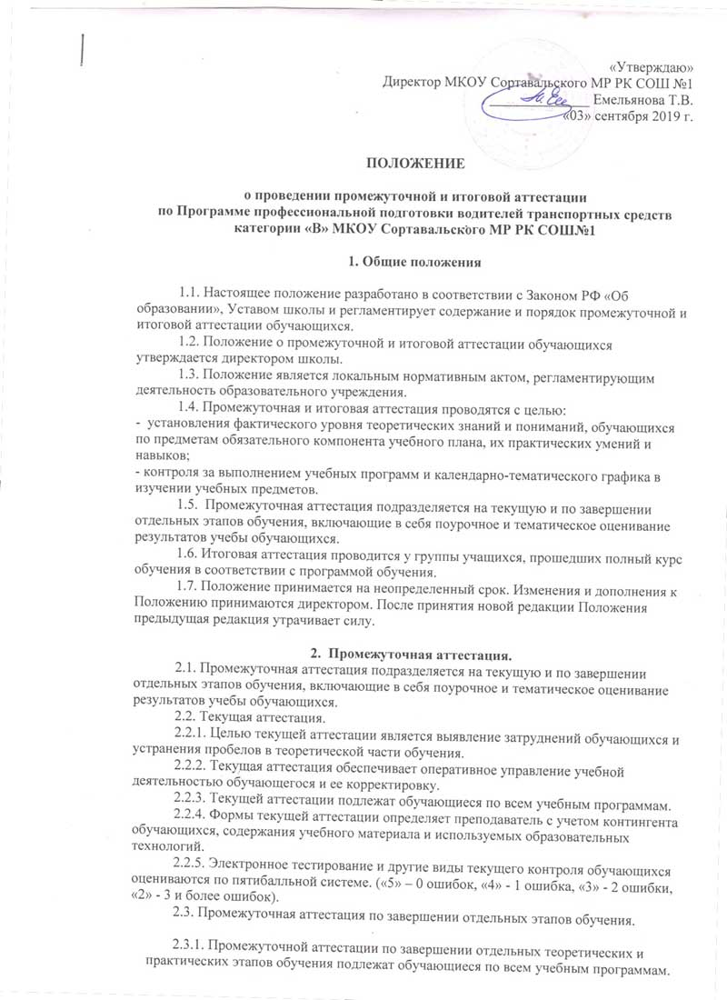 «Утверждаю»
Директор МКОУ Сортавальского МР РК СОШ №1
Емельянова Т.В.
«03» сентября 2019 г.
ПОЛОЖЕНИЕ
о проведении промежуточной и итоговой аттестации
по Программе профессиональной подготовки водителей транспортных средств
категории «В» МКОУ Сортавальского МР РК СОШ№1
1. Общие положения
1.1. Настоящее положение разработано в соответствии с Законом РФ «Об
образовании», Уставом школы и регламентирует содержание и порядок промежуточной и
итоговой аттестации обучающихся.
1.2. Положение о промежуточной и итоговой аттестации обучающихся
утверждается директором школы.
1.3. Положение является локальным нормативным актом, регламентирующим
деятельность образовательного учреждения.
1.4. Промежуточная и итоговая аттестация проводятся с целью:
- установления фактического уровня теоретических знаний и пониманий, обучающихся
по предметам обязательного компонента учебного плана, их практических умений и
навыков;
- контроля за выполнением учебных программ и календарно-тематического графика в
изучении учебных предметов.
1.5. Промежуточная аттестация подразделяется на текущую и по завершении
отдельных этапов обучения, включающие в себя поурочное и тематическое оценивание
результатов учебы обучающихся.
1.6. Итоговая аттестация проводится у группы учащихся, прошедших полный курс
обучения в соответствии с программой обучения.
1.7. Положение принимается на неопределенный срок. Изменения и дополнения к
Положению принимаются директором. После принятия новой редакции Положения
предыдущая редакция утрачивает силу.
2. Промежуточная аттестация.
2.1. Промежуточная аттестация подразделяется на текущую и по завершении
отдельных этапов обучения, включающие в себя поурочное и тематическое оценивание
результатов учебы обучающихся.
2.2. Текущая аттестация.
2.2.1. Целью текущей аттестации является выявление затруднений обучающихся и
устранения пробелов в теоретической части обучения.
2.2.2. Текущая аттестация обеспечивает оперативное управление учебной
деятельностью обучающегося и ее корректировку.
2.2.3. Текущей аттестации подлежат обучающиеся по всем учебным программам.
2.2.4. Формы текущей аттестации определяет преподаватель с учетом контингента
обучающихся, содержания учебного материала и используемых образовательных
технологий.
2.2.5. Электронное тестирование и другие виды текущего контроля обучающихся
оцениваются по пятибалльной системе. («5» – 0 ошибок, «4» - 1 ошибка, «3» - 2 ошибки,
«2» - 3 и более ошибок).
2.3. Промежуточная аттестация по завершении отдельных этапов обучения.
2.3.1. Промежуточной аттестации по завершении отдельных теоретических и
практических этапов обучения подлежат обучающиеся по всем учебным программам.